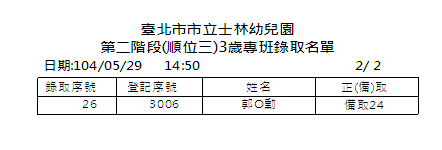 臺北市市立士林幼兒園
第二階段(順位三)3歲專班錄取名單
日期:104/05/29 14:50 2/ 2
錄取序號 登記序號 姓名 正(備)取
26 3006 郭O勳 備取24